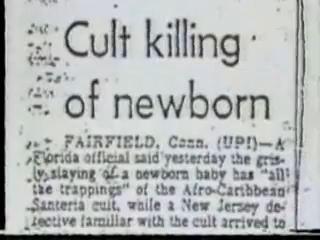 Cult killing
of newborn
FAIRFIELD, Conn. (UPI)—A
Florida official said yesterday the gris-
ly slaying of a newborn baby has "all
the trappings" of the Afro-Caribbean
Santeria cult, while a New Jersey de-
tective familiar with the cult arrived to